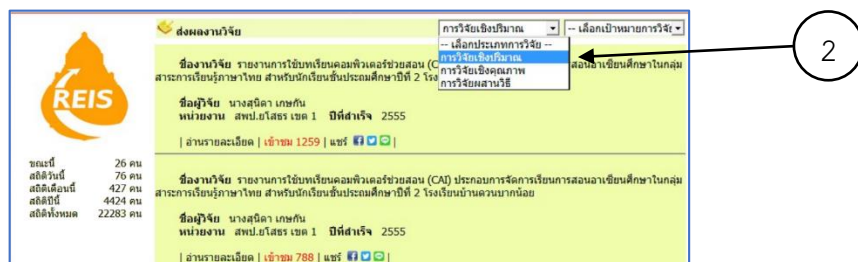 ส่งผลงานวิจัย
การวิจัยเชิงปริมาณ
-- เลือกเป้าหมายการวิจัย
-- เลือกประเภทการวิจัย --
การวิจัยเชิงปริมาณ
การวิจัยเชิงคุณภาพ
การวิจัยผสานวิธี
2
ชื่องานวิจัย รายงานการใช้บทเรียนคอมพิวเตอร์ช่วยสอน (C สอนอาเซียนศึกษาในกลุ่ม
สาระการเรียนรู้ภาษาไทย สำหรับนักเรียนชั้นประถมศึกษาปีที่ 2 โรง
ชื่อผู้วิจัย นางสุนิดา เกษกัน
หน่วยงาน สพป.ยโสธร เขต 1 ปีที่สำเร็จ 2555
| อ่านรายละเอียด | เข้าชม 1259 | แชร์ |
REIS
ขณะนี้ 26 คน
สถิติวันนี้ 76 คน
สถิติเดือนนี้ 427 คน
สถิติปีนี้ 4424 คน
สถิติทั้งหมด 22283 คน
ชื่องานวิจัย รายงานการใช้บทเรียนคอมพิวเตอร์ช่วยสอน (CAI) ประกอบการจัดการเรียนการสอนอาเซียนศึกษาในกลุ่ม
สาระการเรียนรู้ภาษาไทย สำหรับนักเรียนชั้นประถมศึกษาปีที่ 2 โรงเรียนบ้านดวนบากน้อย
ชื่อผู้วิจัย นางสุนิดา เกษกัน
หน่วยงาน สพป.ยโสธร เขต 1 ปีที่สำเร็จ 2555
| อ่านรายละเอียด | เข้าชม 788 | แชร์ |